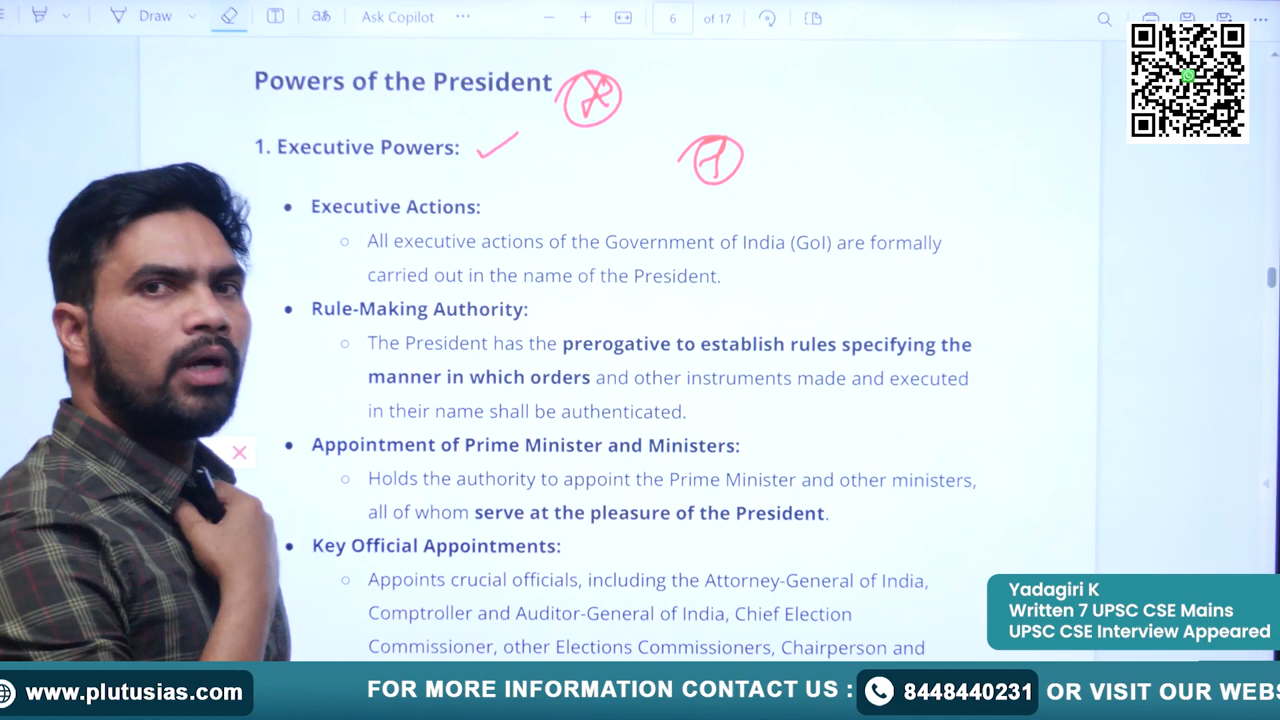 Draw
Ask Copilot
6 of 17
Powers of the President
1. Executive Powers:
• Executive Actions:
○ All executive actions of the Government of India (GoI) are formally
carried out in the name of the President.
• Rule-Making Authority:
○ The President has the prerogative to establish rules specifying the
manner in which orders and other instruments made and executed
in their name shall be authenticated.
• Appointment of Prime Minister and Ministers:
○ Holds the authority to appoint the Prime Minister and other ministers,
all of whom serve at the pleasure of the President.
• Key Official Appointments:
○ Appoints crucial officials, including the Attorney-General of India,
Comptroller and Auditor-General of India, Chief Election
Commissioner, other Elections Commissioners, Chairperson and
Yadagiri K
Written 7 UPSC CSE Mains
UPSC CSE Interview Appeared
www.plutusias.com
FOR MORE INFORMATION CONTACT US :
8448440231
OR VISIT OUR WEBS